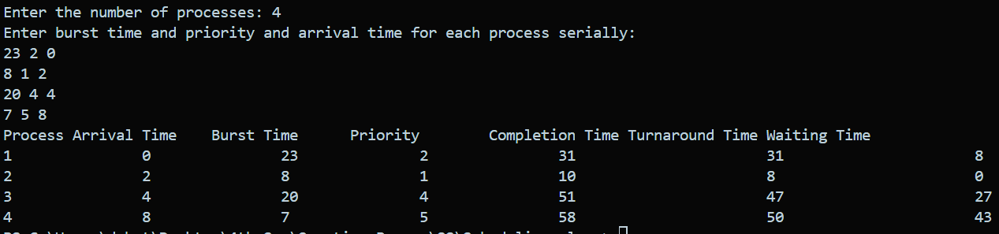 Enter the number of processes: 4
Enter burst time and priority and arrival time for each process serially:
23 2 0
8 1 2
20 4 4
7 5 8
Process Arrival Time    Burst Time      Priority        Completion Time Turnaround Time Waiting Time
1               0               23              2               31                      31                      8
2               2               8               1               10                      8                       0
3               4               20              4               51                      47                      27
4               8               7               5               58                      50                      43